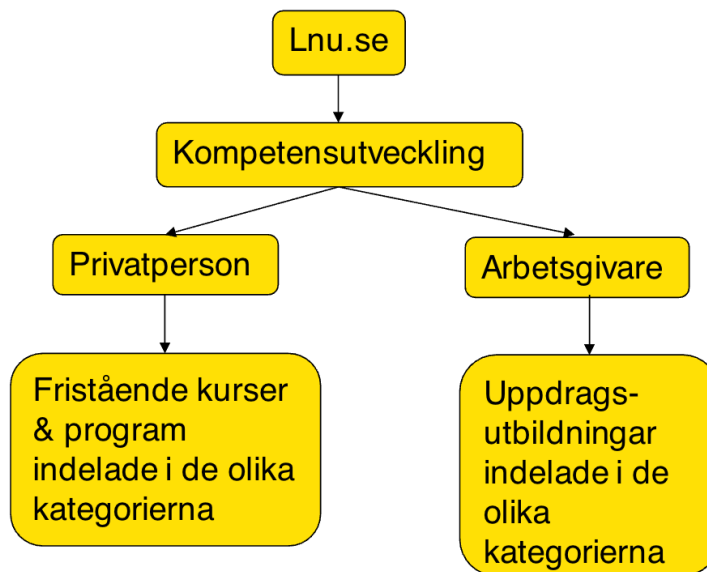 Lnu.se
Kompetensutveckling
Privatperson
Arbetsgivare
Fristående kurser
& program
indelade i de olika
kategorierna
Uppdrags-
utbildningar
indelade i de
olika
kategorierna